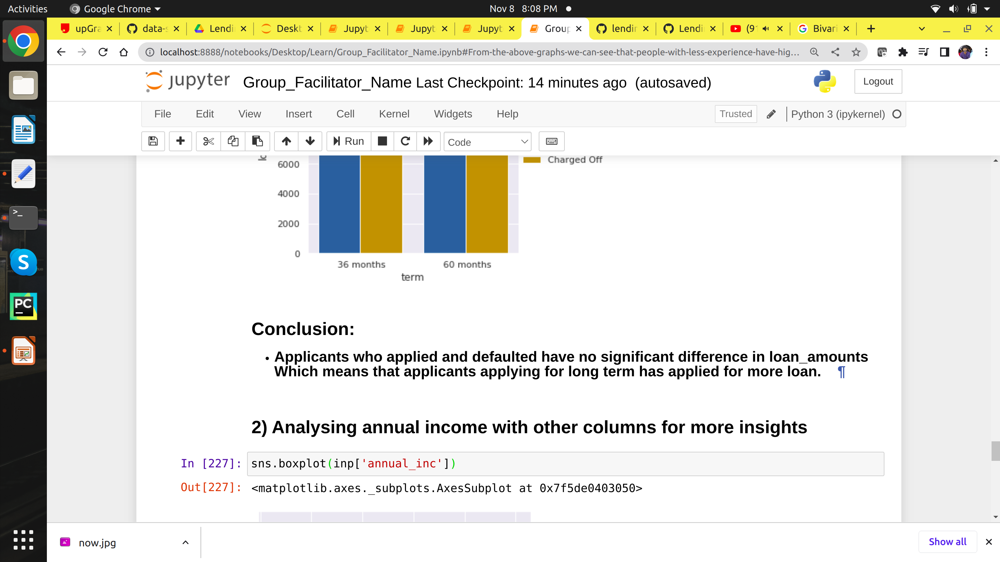 Activities
Google Chrome
Nov 8 8:08 PM
upGra
data-s
Lendi
Deskt
Jupyt
Jupyt
Jupyt
Group
lendin
Lendi
(91
Bivari
localhost:8888/notebooks/Desktop/Learn/Group_Facilitator_Name.ipynb#From-the-above-graphs-we-can-see-that-people-with-less-experience-have-hig...
jupyter Group_Facilitator_Name Last Checkpoint: 14 minutes ago (autosaved)
Logout
File Edit View Insert Cell Kernel Widgets Help
Trusted
Python 3 (ipykernel)
Run
Code
Charged Off
6000
4000
2000
0
36 months 60 months
term
Conclusion:
• Applicants who applied and defaulted have no significant difference in loan_amounts
Which means that applicants applying for long term has applied for more loan. ¶
2) Analysing annual income with other columns for more insights
In [227]: sns.boxplot(inp['annual_inc'])
Out[227]: <matplotlib.axes._subplots.AxesSubplot at 0x7f5de0403050>
now.jpg
Show all
S
PC